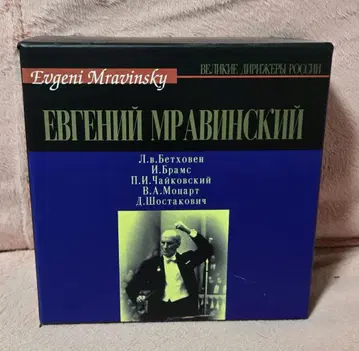 Evgeni Mravinsky
ВЕЛИКИЕ ДИРИЖЕРЫ РОССИИ
ЕВГЕНИЙ МРАВИНСКИЙ
Л.в.Бетховен
И.Брамс
П.И.Чайковский
В.А.Моцарт
Д.Шостакович